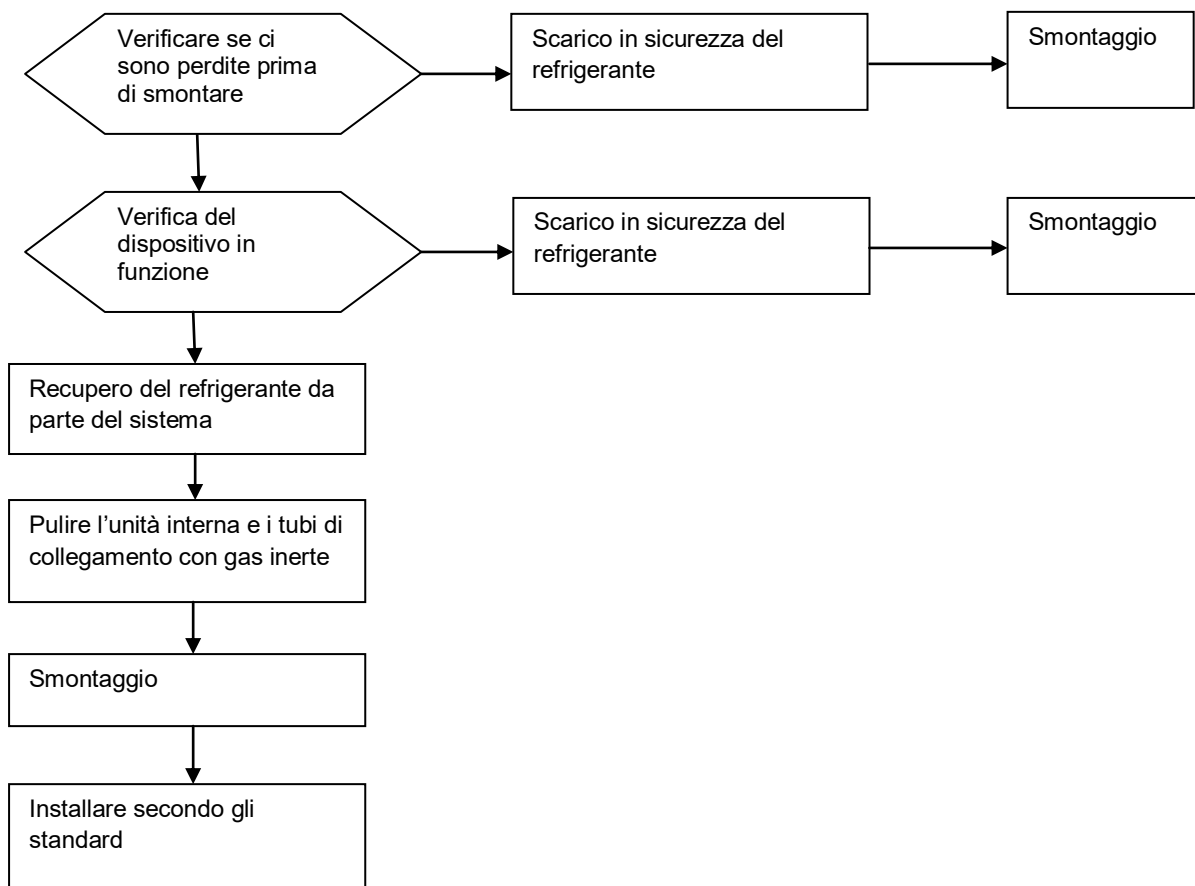 Verificare se ci
sono perdite prima
di smontare
Scarico in sicurezza del
refrigerante
Smontaggio
Verifica del
dispositivo in
funzione
Scarico in sicurezza del
refrigerante
Smontaggio
Recupero del refrigerante da
parte del sistema
Pulire l’unità interna e i tubi di
collegamento con gas inerte
Smontaggio
Installare secondo gli
standard